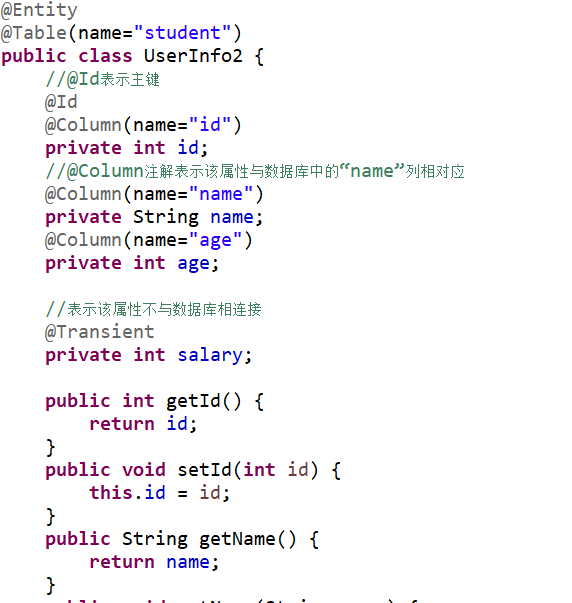 @Entity
@Table(name="student")
public class UserInfo2 {
    //@Id表示主键
    @Id
    @Column(name="id")
    private int id;
    //@Column注解表示该属性与数据库中的“name”列相对应
    @Column(name="name")
    private String name;
    @Column(name="age")
    private int age;

    //表示该属性不与数据库相连接
    @Transient
    private int salary;

    public int getId() {
        return id;
    }
    public void setId(int id) {
        this.id = id;
    }
    public String getName() {
        return name;
    }